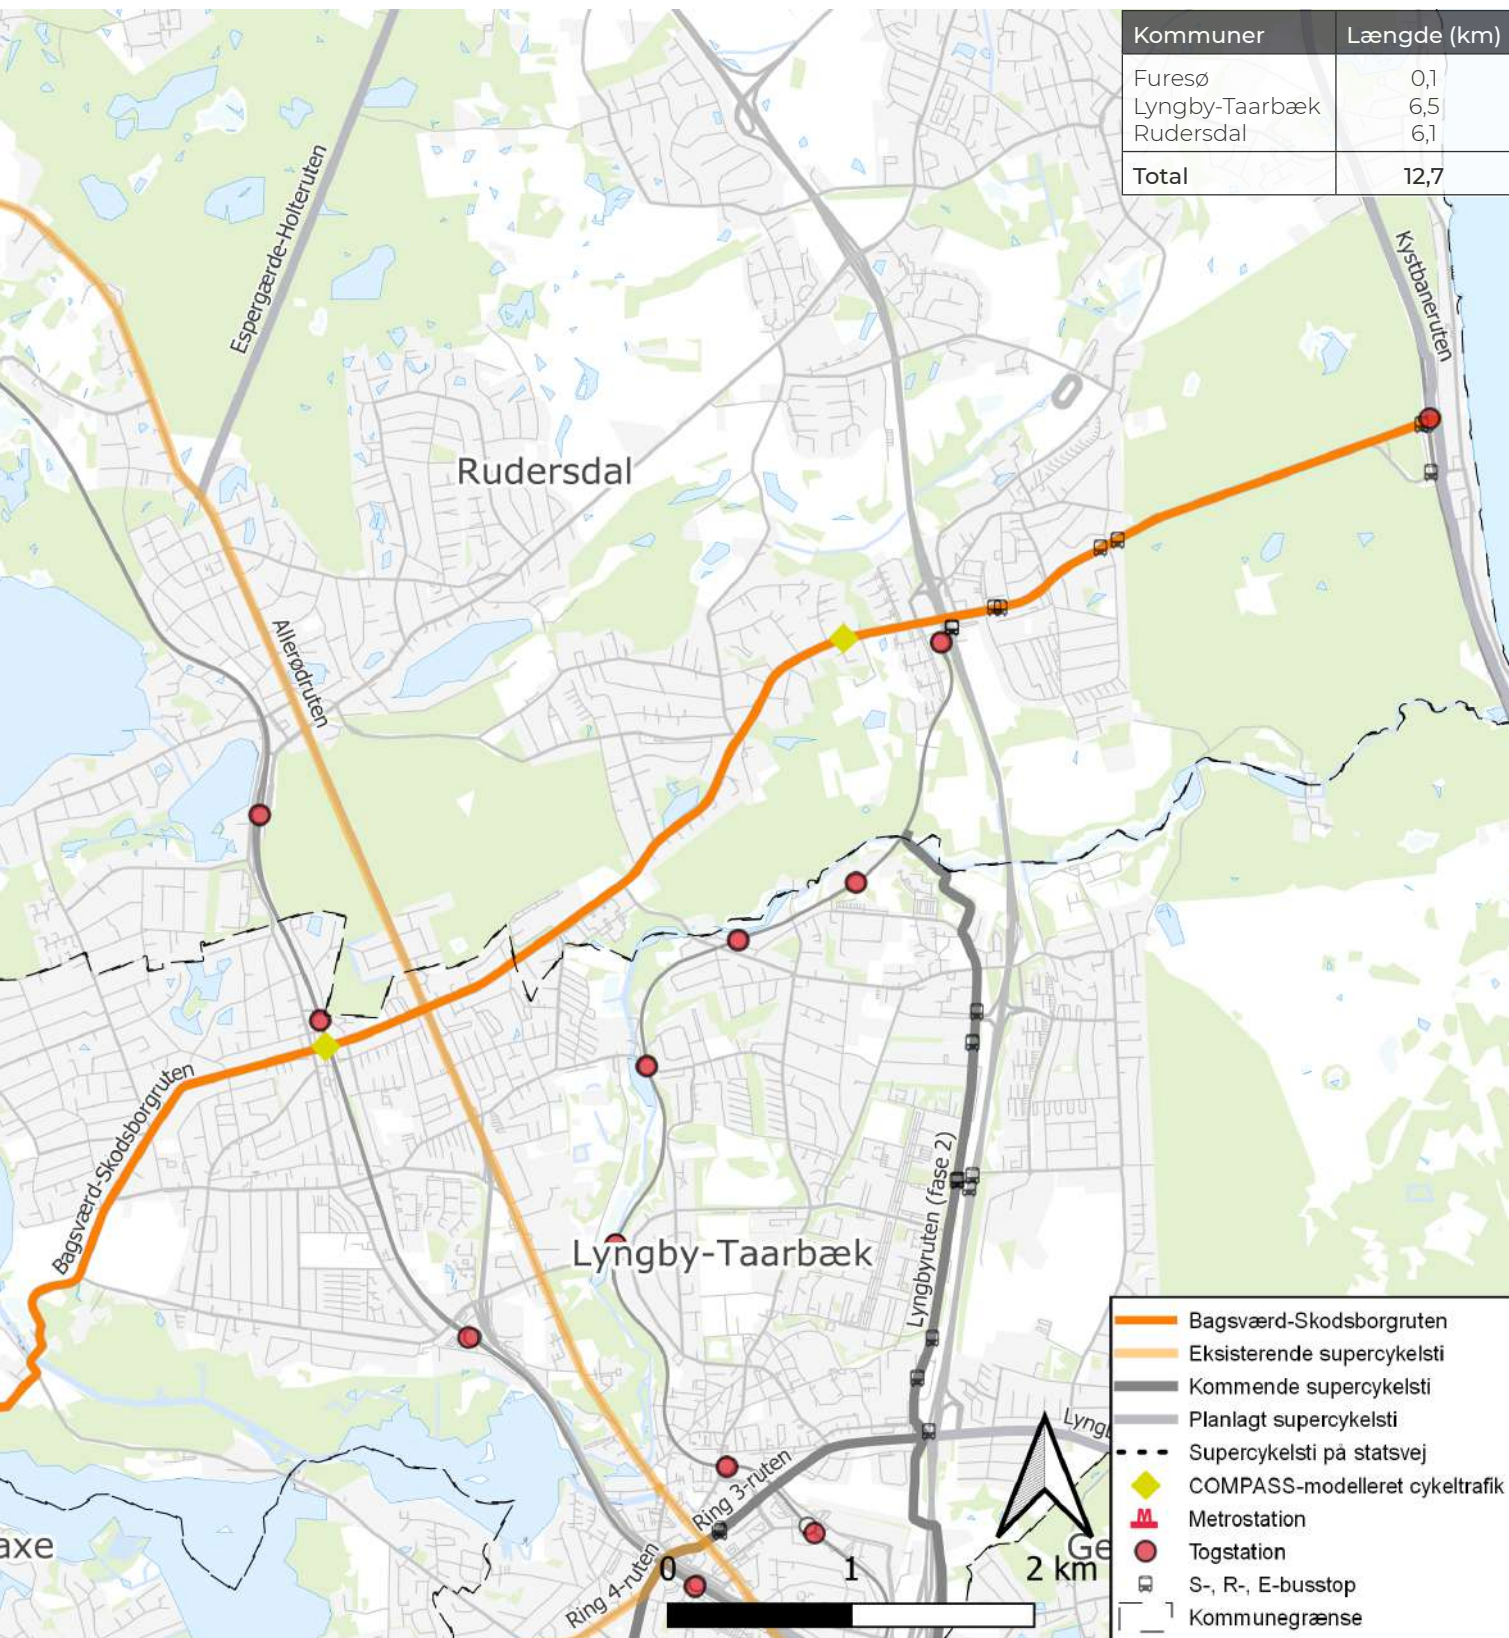 Kommuner Længde (km)
Furesø 0,1
Lyngby-Taarbæk 6,5
Rudersdal 6,1
Total 12,7
Espergærde-Holteruten
Kystbaneruten
Rudersdal
Allerødruten
Bagsværd-Skodsborgruten
Lyngbyruten (fase 2)
Lyngby-Taarbæk
Ring 3-ruten
Ring 4-ruten
Lyngb
axe
Ge
0 1 2 km
Bagsværd-Skodsborgruten
Eksisterende supercykelsti
Kommende supercykelsti
Planlagt supercykelsti
Supercykelsti på statsvej
COMPASS-modelleret cykeltrafik
M Metrostation
Togstation
S-, R-, E-busstop
Kommunegrænse